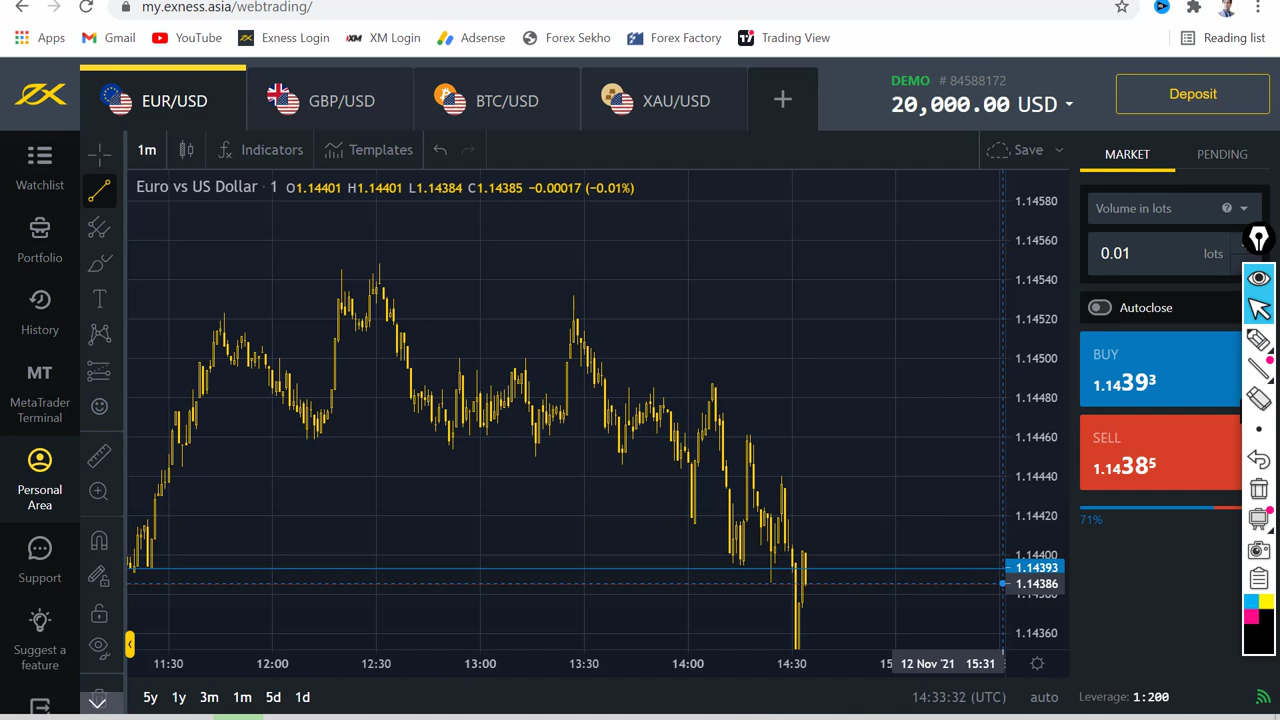 my.exness.asia/webtrading/
Apps Gmail YouTube Exness Login XM Login Adsense Forex Sekho Forex Factory Trading View Reading list
EUR/USD GBP/USD BTC/USD XAU/USD
DEMO # 84588172
20,000.00 USD
Deposit
Watchlist
Portfolio
History
MT
MetaTrader
Terminal
Personal
Area
Support
Suggest a
feature
1m Indicators Templates Save
Euro vs US Dollar · 1 O1.14401 H1.14401 L1.14384 C1.14385 −0.00017 (−0.01%)
1.14580
1.14560
1.14540
1.14520
1.14500
1.14480
1.14460
1.14440
1.14420
1.14400
1.14393
1.14386
1.14380
1.14360
11:30 12:00 12:30 13:00 13:30 14:00 14:30 12 Nov '21 15:31
5y 1y 3m 1m 5d 1d 14:33:32 (UTC) auto
MARKET PENDING
Volume in lots
0.01 lots
Autoclose
BUY
1.14393
SELL
1.14385
71%
Leverage: 1:200